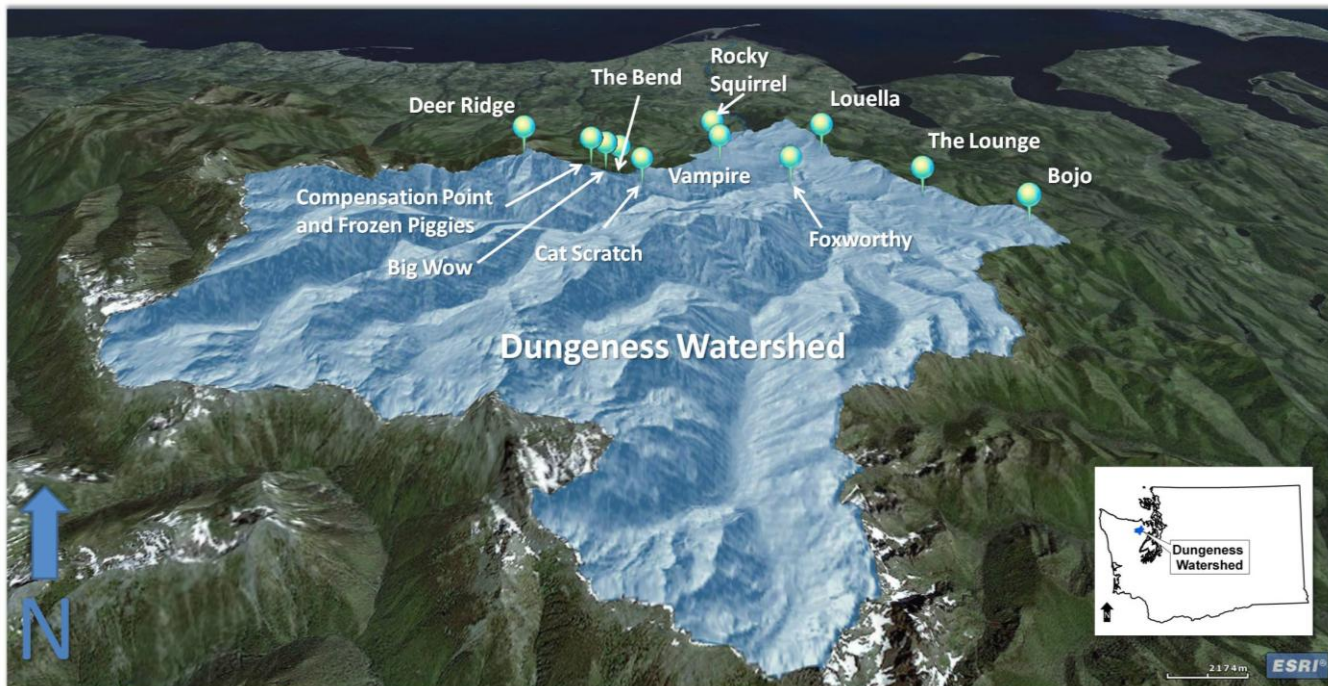 Rocky
Squirrel
The Bend
Louella
Deer Ridge
The Lounge
Bojo
Vampire
Compensation Point
and Frozen Piggies
Foxworthy
Cat Scratch
Big Wow
Dungeness Watershed
N
Dungeness
Watershed
N
2174m
ESRI®